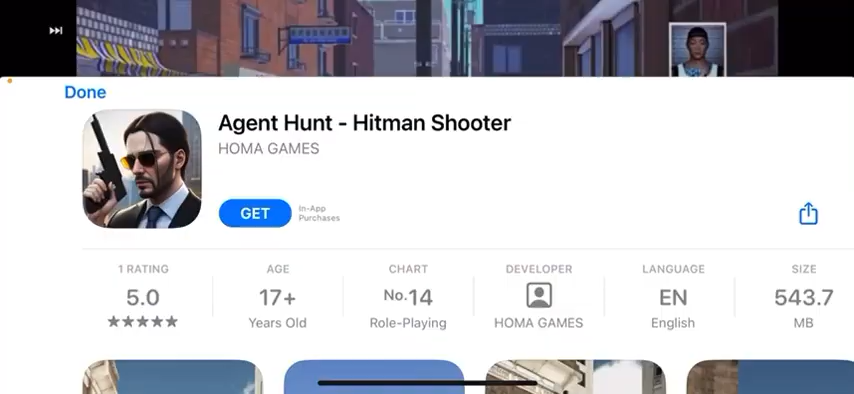 Done
Agent Hunt - Hitman Shooter
HOMA GAMES
GET
In-App
Purchases
1 RATING
AGE
CHART
DEVELOPER
LANGUAGE
SIZE
5.0
17+
No.14
EN
543.7
★★★★★
Years Old
Role-Playing
HOMA GAMES
English
MB